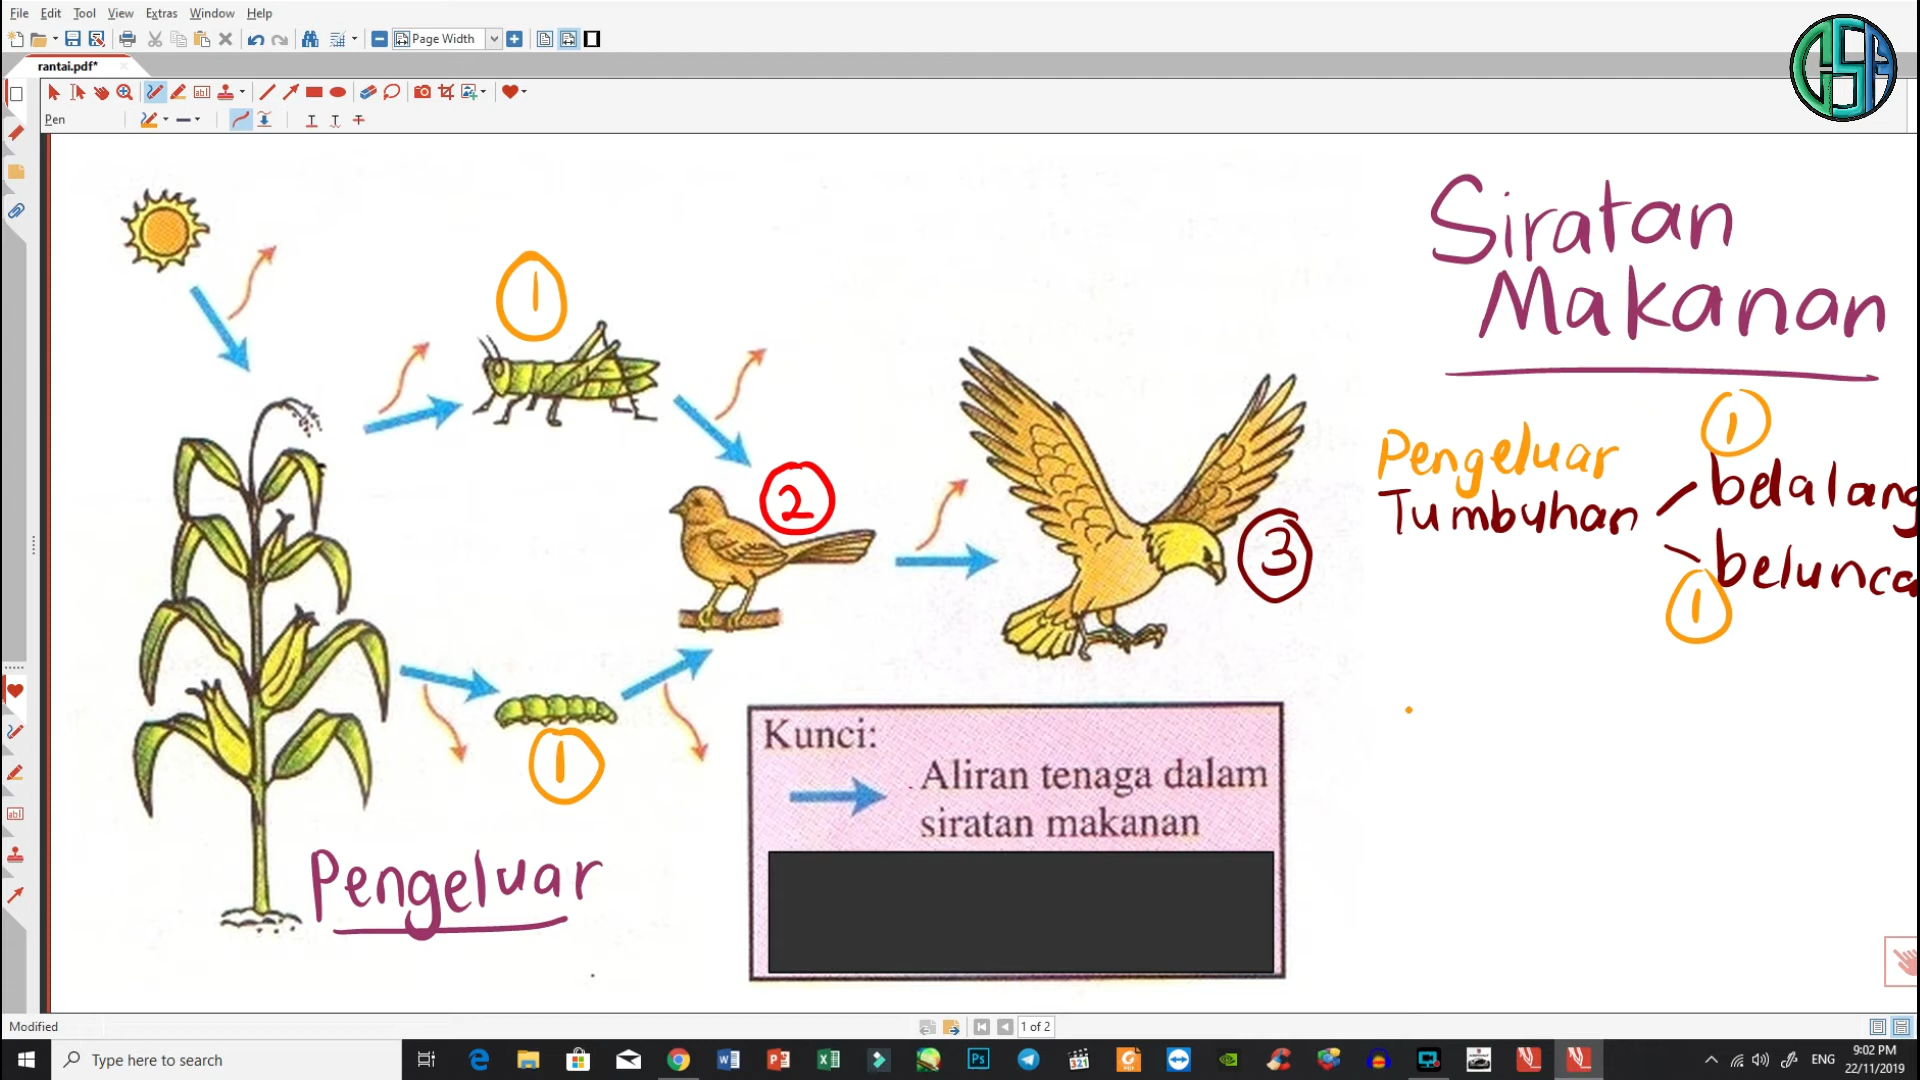 File Edit Tool View Extras Window Help
Page Width
rantai.pdf*
Pen
Siratan
Makanan
1
1
Pengeluar
Tumbuhan
belalang
belunca
1
2
3
1
Kunci:
Aliran tenaga dalam
siratan makanan
Pengeluar
Modified
1 of 2
Type here to search
ENG
9:02 PM
22/11/2019